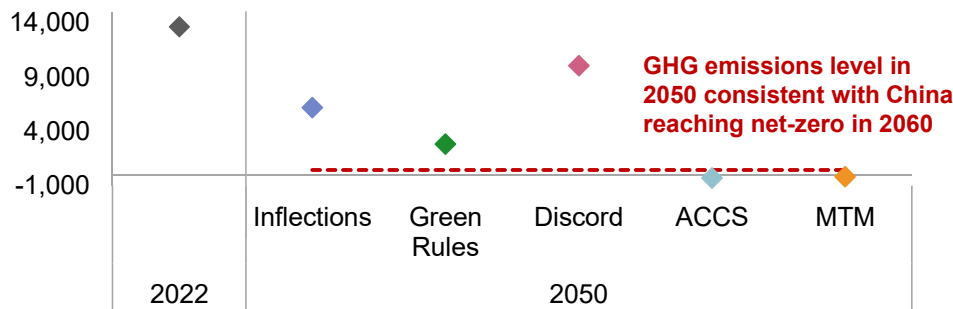 14,000
9,000
4,000
-1,000
GHG emissions level in
2050 consistent with China
reaching net-zero in 2060
Inflections
Green
Rules
Discord
ACCS
MTM
2022
2050